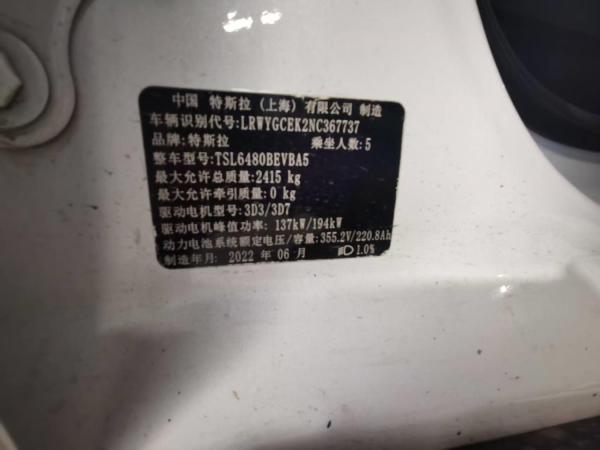 中国 特斯拉 (上海) 有限公司 制造
车辆识别代号:LRWYGCEK2NC367737
品牌:特斯拉 乘坐人数:5
整车型号:TSL6480BEVBA5
最大允许总质量:2415 kg
最大允许牵引质量:0 kg
驱动电机型号:3D3/3D7
驱动电机峰值功率: 137kW/194kW
动力电池系统额定电压/容量:355.2V/220.8Ah
制造年月: 2022 年 06 月 1.0%